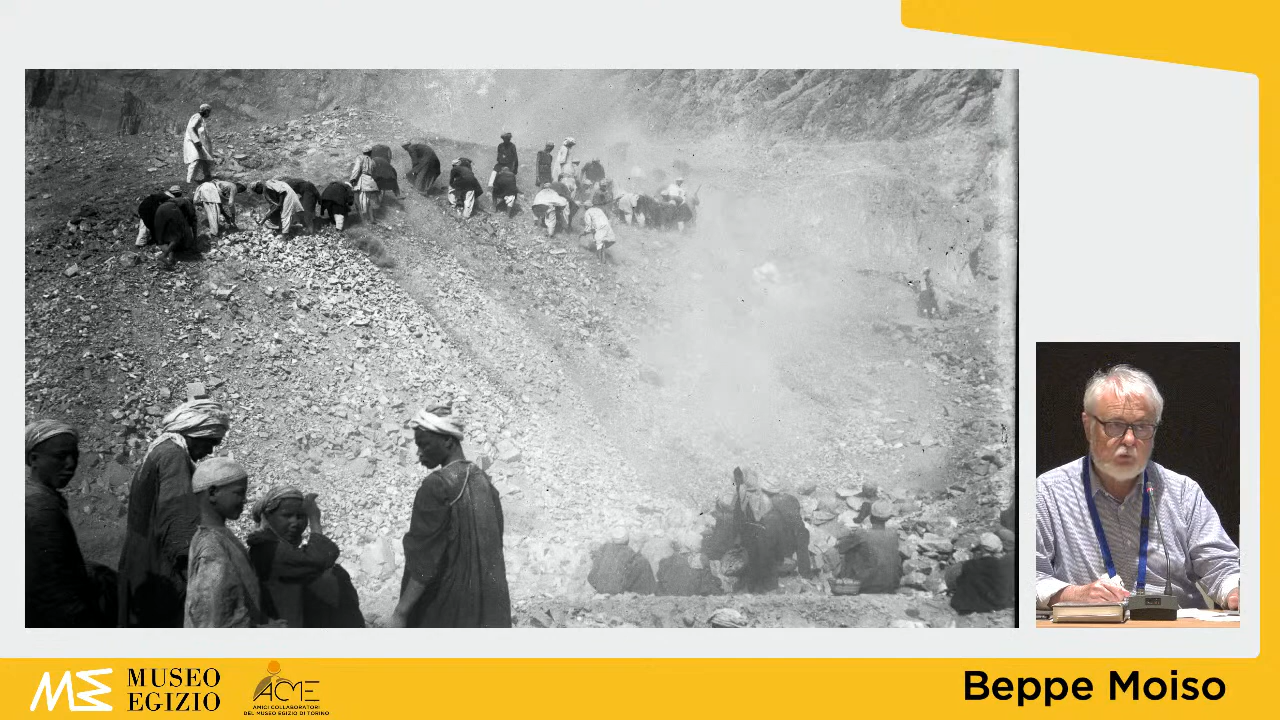 MUSEO
EGIZIO
ACME
AMICI COLLABORATORI
DEL MUSEO EGIZIO DI TORINO
Beppe Moiso